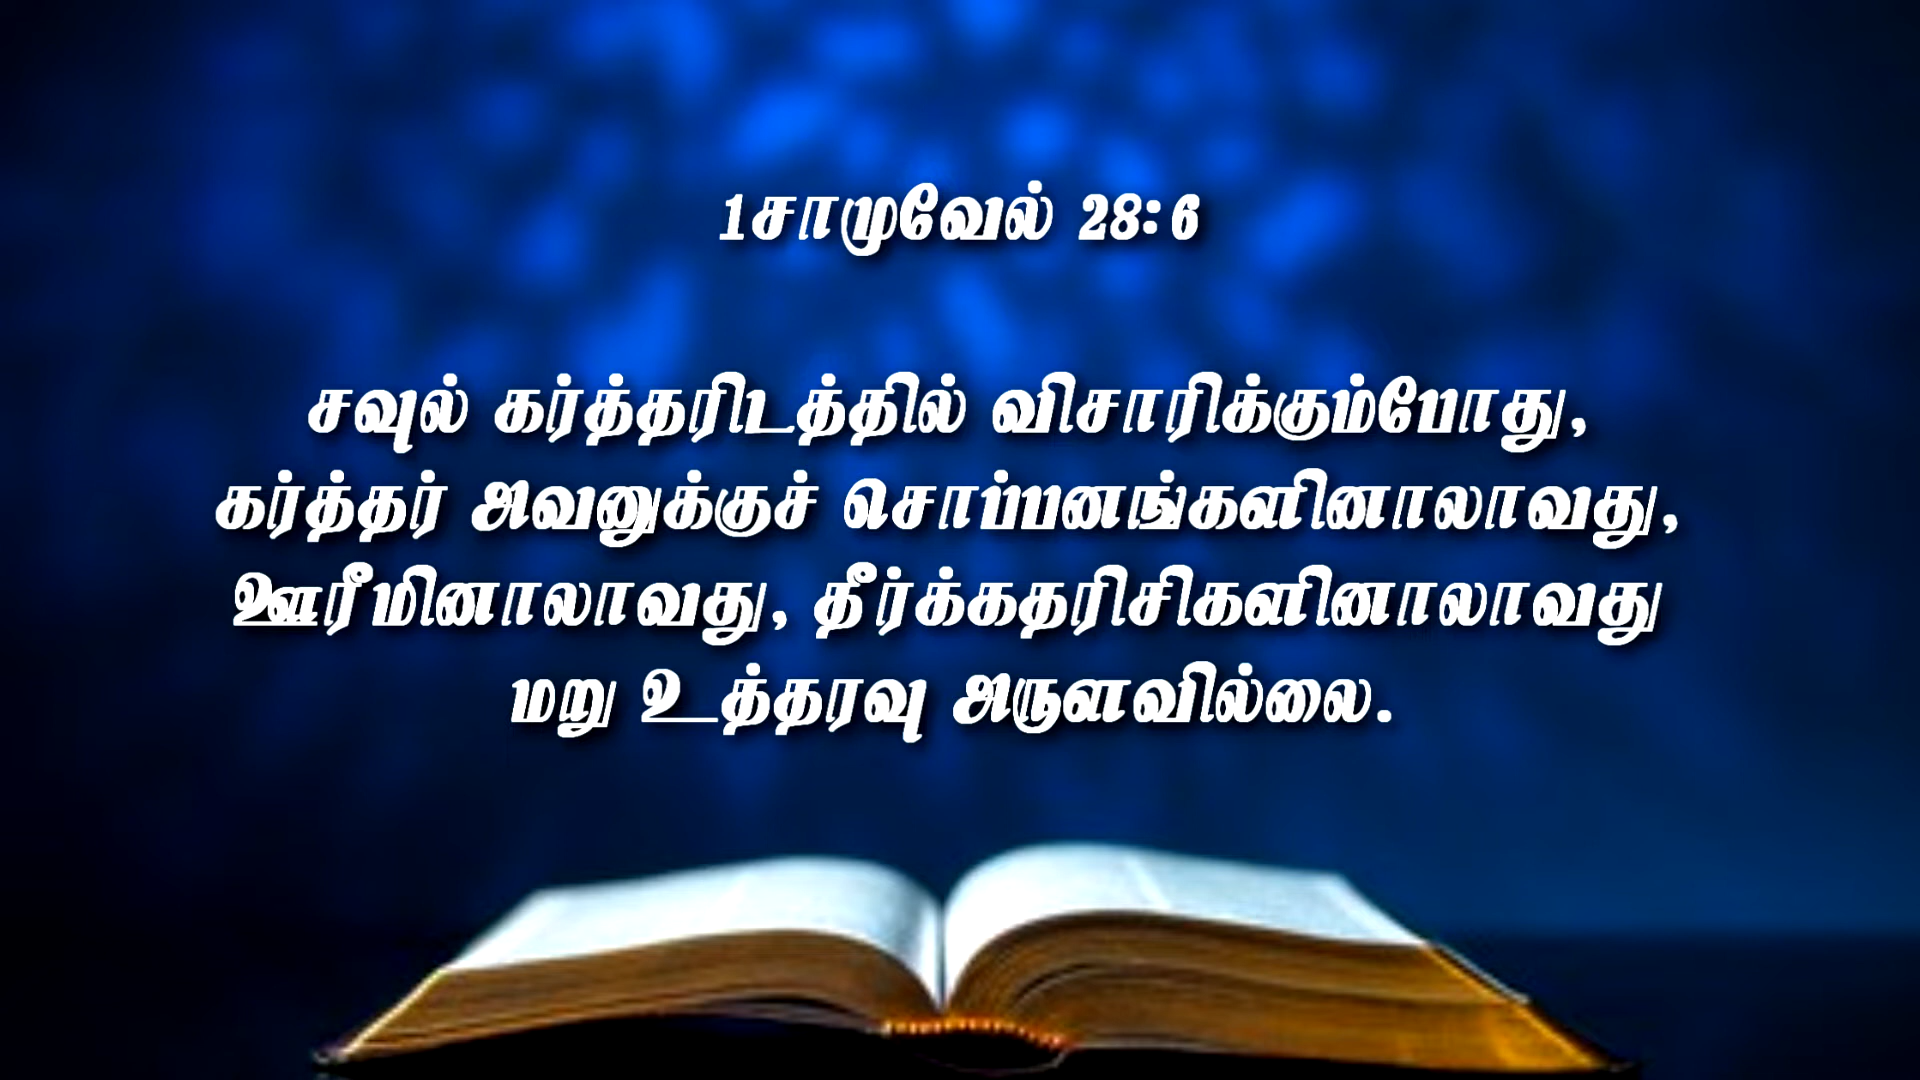 1சாமுவேல் 28:6
சவுல் கர்த்தரிடத்தில் விசாரிக்கும்போது,
கர்த்தர் அவனுக்குச் சொப்பனங்களினாலாவது,
ஊரீமினாலாவது, தீர்க்கதரிசிகளினாலாவது
மறு உத்தரவு அருளவில்லை.